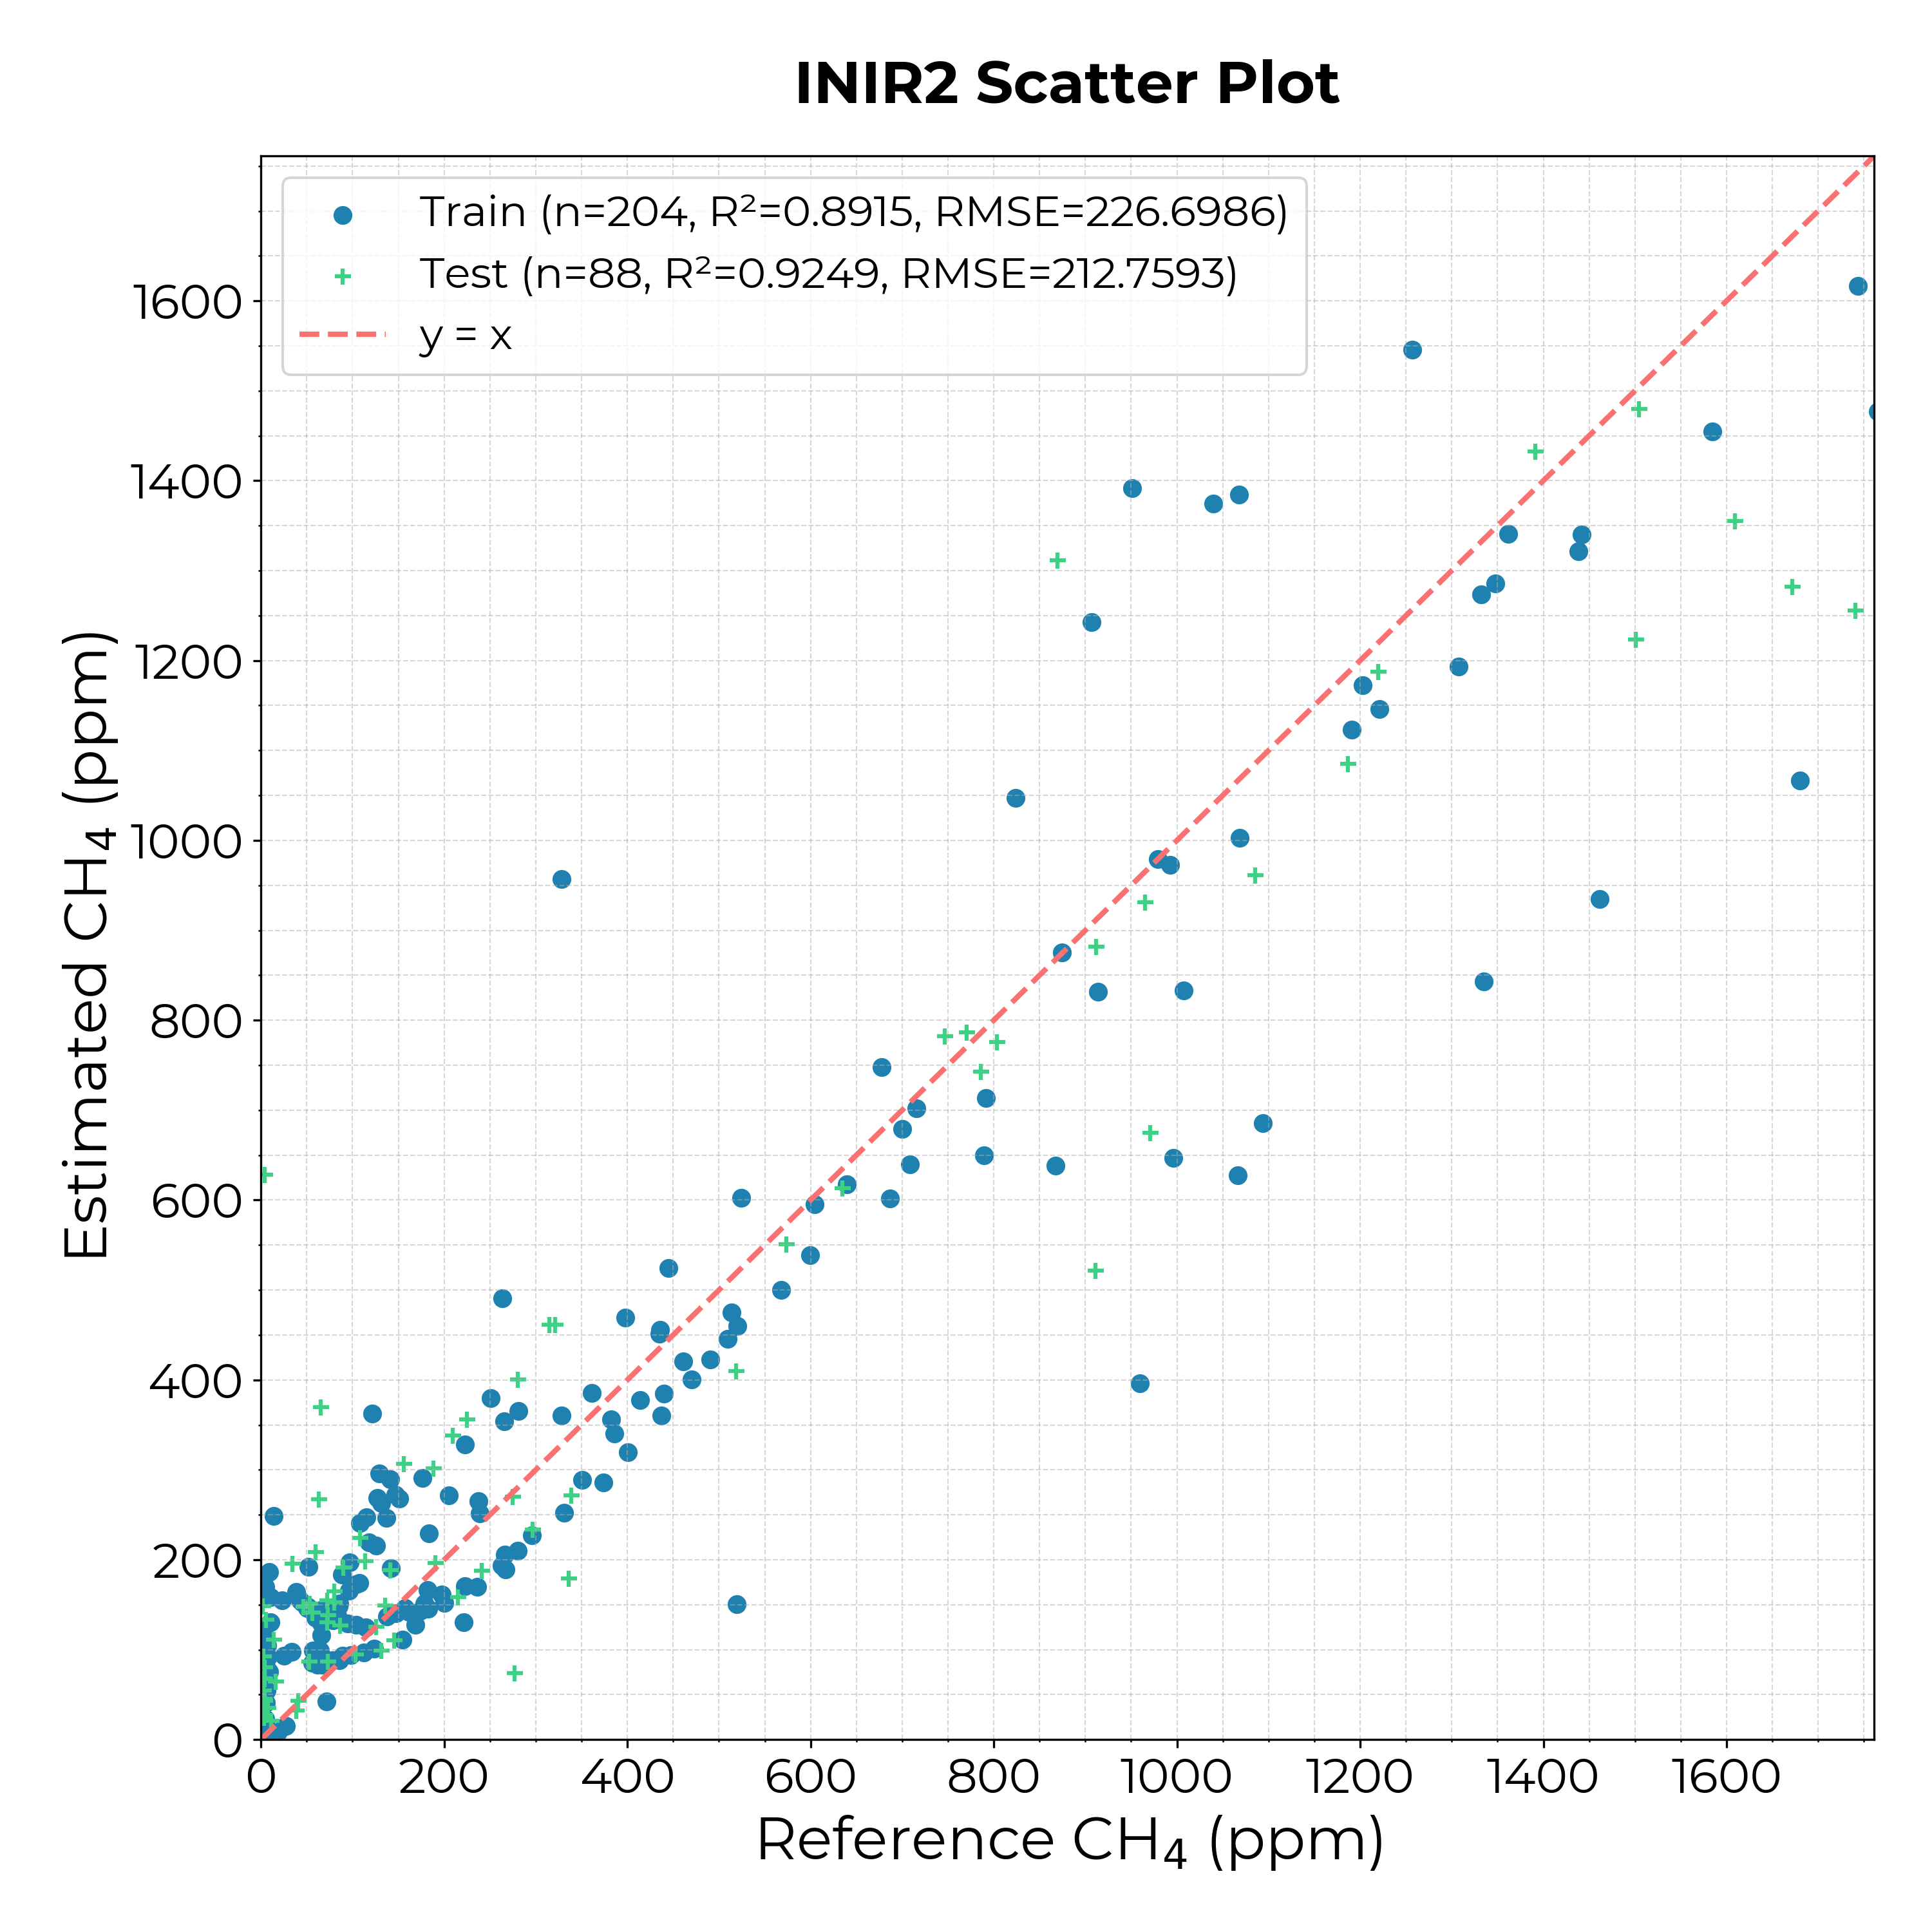 INIR2 Scatter Plot
Train (n=204, R²=0.8915, RMSE=226.6986)
Test (n=88, R²=0.9249, RMSE=212.7593)
y = x
Estimated CH₄ (ppm)
1600
1400
1200
1000
800
600
400
200
0
0 200 400 600 800 1000 1200 1400 1600
Reference CH₄ (ppm)